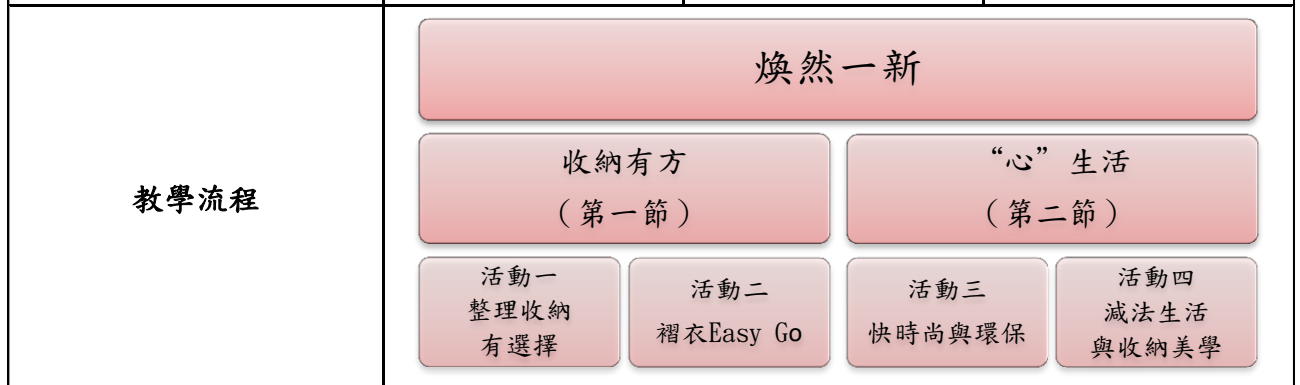 教學流程
煥然一新
收納有方
（第一節）
“心”生活
（第二節）
活動一
整理收納
有選擇
活動二
褶衣Easy Go
活動三
快時尚與環保
活動四
減法生活
與收納美學